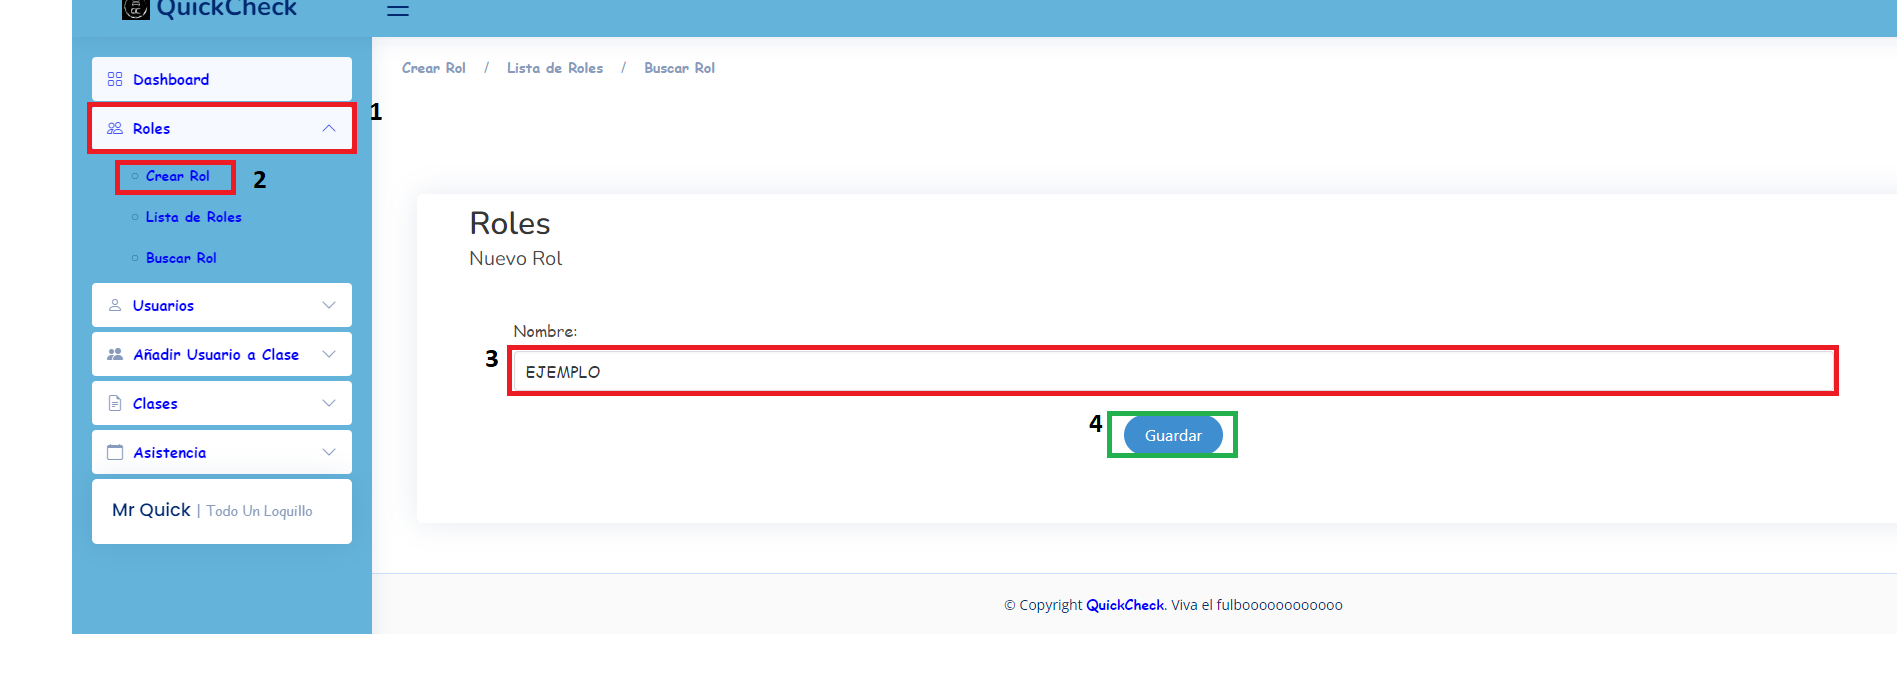 QuickCheck
Dashboard
Crear Rol / Lista de Roles / Buscar Rol
1
Roles
Crear Rol
2
Lista de Roles
Buscar Rol
Usuarios
Añadir Usuario a Clase
Clases
Asistencia
Mr Quick | Todo Un Loquillo
Roles
Nuevo Rol
Nombre:
3
EJEMPLO
4
Guardar
© Copyright QuickCheck. Viva el fulboooooooooooo